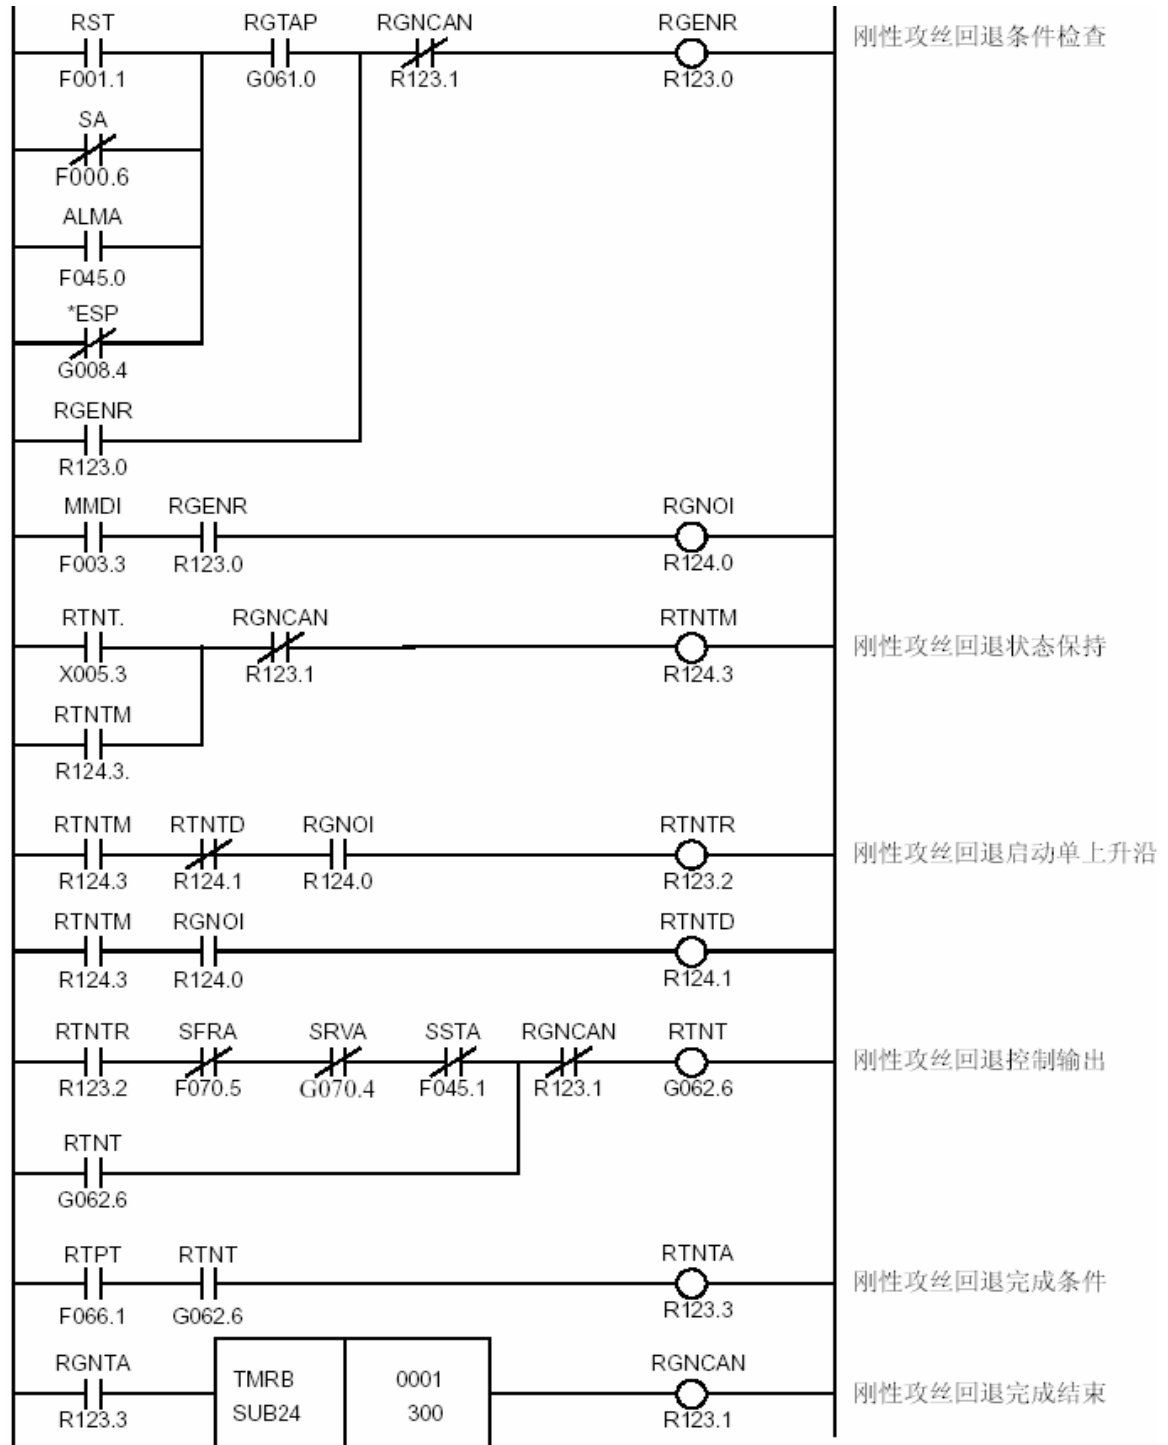 RST RGTAP RGNCAN RGENR 刚性攻丝回退条件检查
F001.1 G061.0 R123.1 R123.0
SA
F000.6
ALMA
F045.0
*ESP
G008.4
RGENR
R123.0
MMDI RGENR RGNOI
F003.3 R123.0 R124.0
RTNT. RGNCAN RTNTM 刚性攻丝回退状态保持
X005.3 R123.1 R124.3
RTNTM
R124.3.
RTNTM RTNTD RGNOI RTNTR 刚性攻丝回退启动单上升沿
R124.3 R124.1 R124.0 R123.2
RTNTM RGNOI RTNTD
R124.3 R124.0 R124.1
RTNTR SFRA SRVA SSTA RGNCAN RTNT 刚性攻丝回退控制输出
R123.2 F070.5 G070.4 F045.1 R123.1 G062.6
RTNT
G062.6
RTPT RTNT RTNTA 刚性攻丝回退完成条件
F066.1 G062.6 R123.3
RGNTA TMRB 0001 RGNCAN 刚性攻丝回退完成结束
R123.3 SUB24 300 R123.1